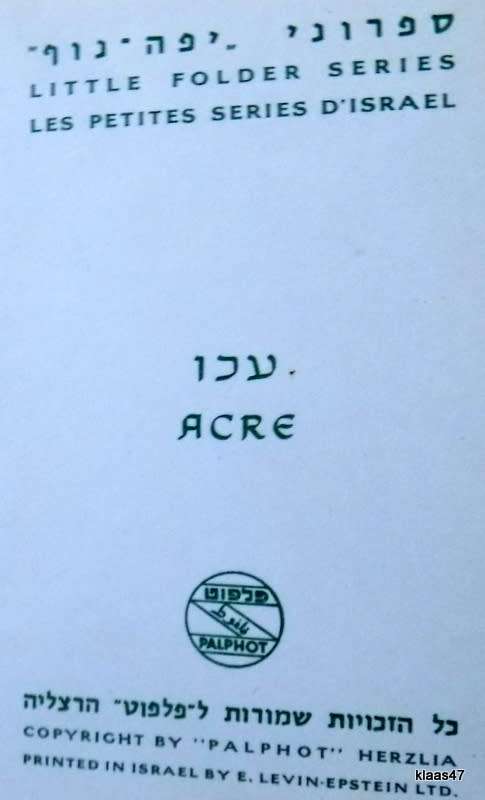 ספרוני „יפה־נוף"
LITTLE FOLDER SERIES
LES PETITES SERIES D'ISRAEL
עכו
ACRE
פלפוט
PALPHOT
כל הזכויות שמורות ל־"פלפוט" הרצליה
COPYRIGHT BY "PALPHOT" HERZLIA
PRINTED IN ISRAEL BY E. LEVIN-EPSTEIN LTD.
klaas47